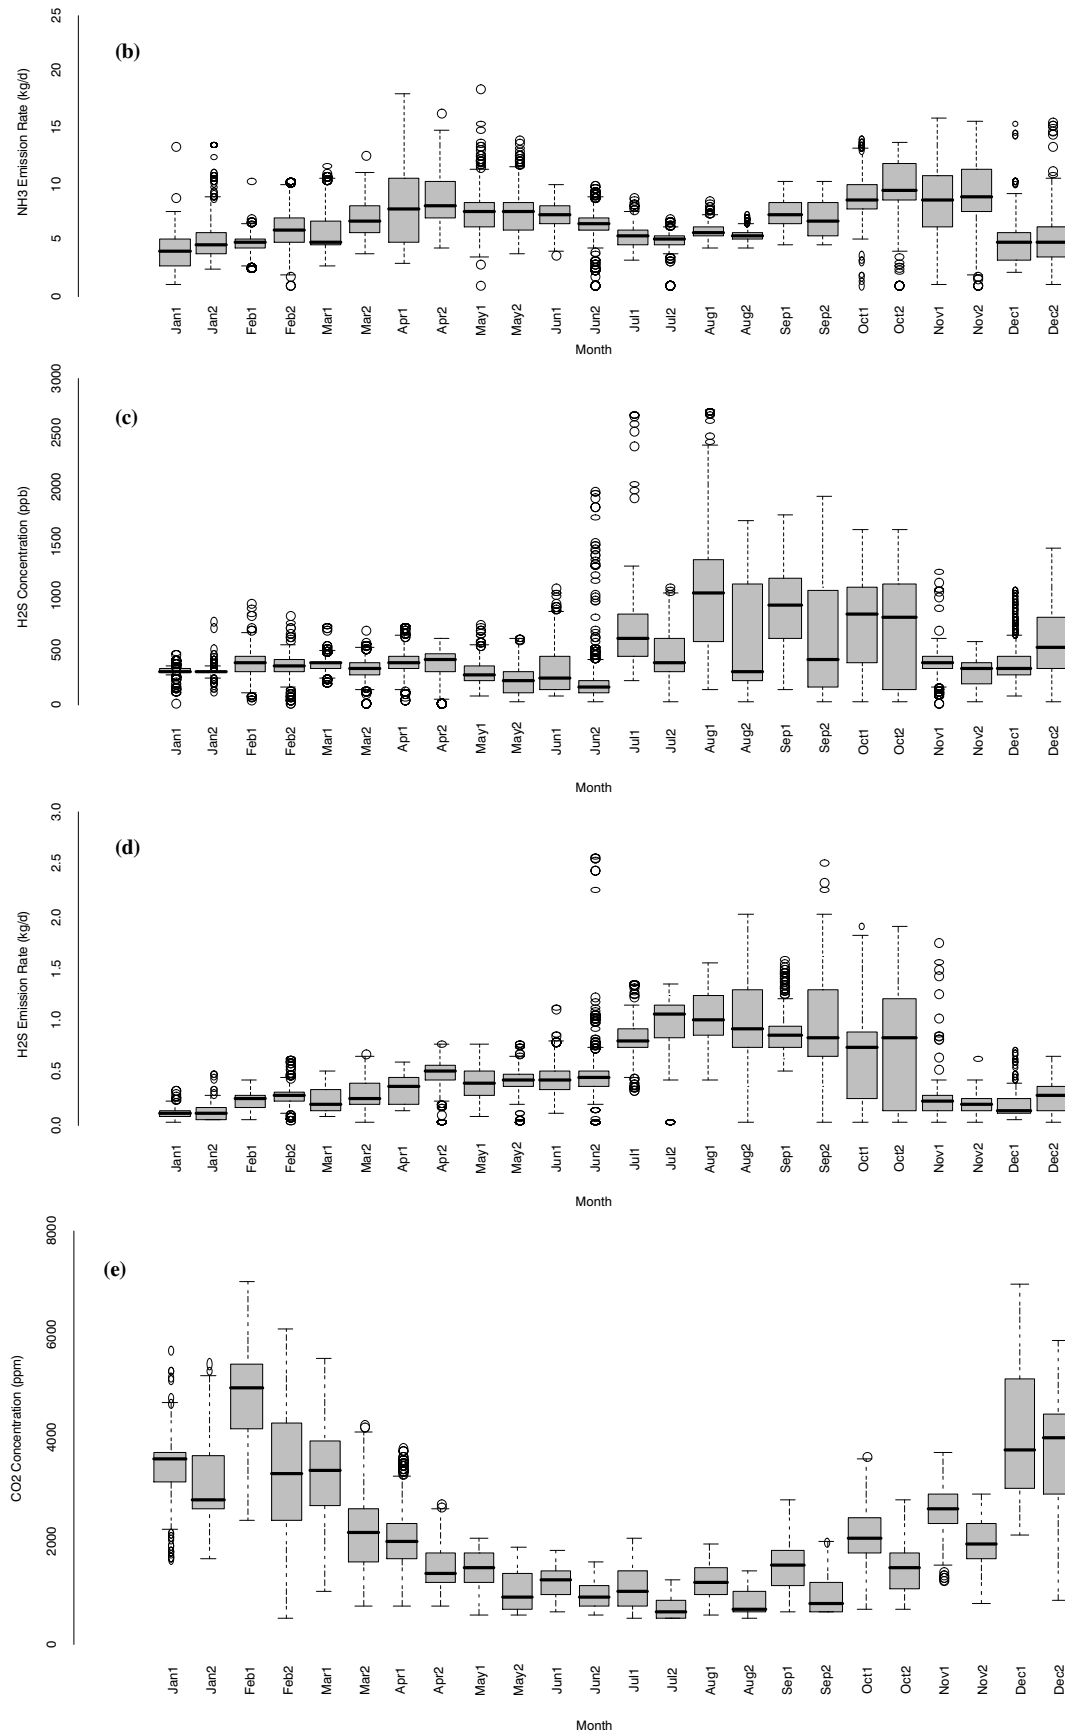 (b)
NH3 Emission Rate (kg/d)
25
20
15
10
5
0
Jan1 Jan2 Feb1 Feb2 Mar1 Mar2 Apr1 Apr2 May1 May2 Jun1 Jun2 Jul1 Jul2 Aug1 Aug2 Sep1 Sep2 Oct1 Oct2 Nov1 Nov2 Dec1 Dec2
Month
(c)
H2S Concentration (ppb)
3000
2500
2000
1500
1000
500
0
Jan1 Jan2 Feb1 Feb2 Mar1 Mar2 Apr1 Apr2 May1 May2 Jun1 Jun2 Jul1 Jul2 Aug1 Aug2 Sep1 Sep2 Oct1 Oct2 Nov1 Nov2 Dec1 Dec2
Month
(d)
H2S Emission Rate (kg/d)
3.0
2.5
2.0
1.5
1.0
0.5
0.0
Jan1 Jan2 Feb1 Feb2 Mar1 Mar2 Apr1 Apr2 May1 May2 Jun1 Jun2 Jul1 Jul2 Aug1 Aug2 Sep1 Sep2 Oct1 Oct2 Nov1 Nov2 Dec1 Dec2
Month
(e)
CO2 Concentration (ppm)
8000
6000
4000
2000
0
Jan1 Jan2 Feb1 Feb2 Mar1 Mar2 Apr1 Apr2 May1 May2 Jun1 Jun2 Jul1 Jul2 Aug1 Aug2 Sep1 Sep2 Oct1 Oct2 Nov1 Nov2 Dec1 Dec2
Month